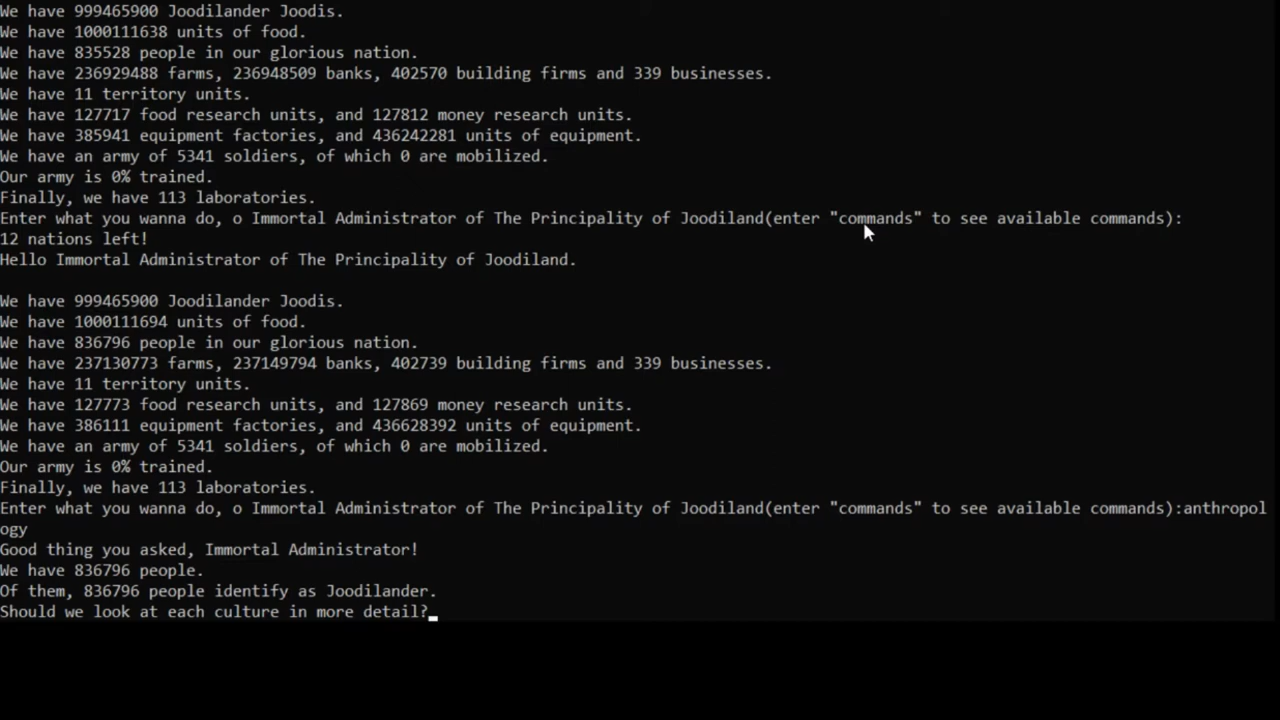 We have 999465900 Joodilander Joodis.
We have 1000111638 units of food.
We have 835528 people in our glorious nation.
We have 236929488 farms, 236948509 banks, 402570 building firms and 339 businesses.
We have 11 territory units.
We have 127717 food research units, and 127812 money research units.
We have 385941 equipment factories, and 436242281 units of equipment.
We have an army of 5341 soldiers, of which 0 are mobilized.
Our army is 0% trained.
Finally, we have 113 laboratories.
Enter what you wanna do, o Immortal Administrator of The Principality of Joodiland(enter "commands" to see available commands):
12 nations left!
Hello Immortal Administrator of The Principality of Joodiland.
We have 999465900 Joodilander Joodis.
We have 1000111694 units of food.
We have 836796 people in our glorious nation.
We have 237130773 farms, 237149794 banks, 402739 building firms and 339 businesses.
We have 11 territory units.
We have 127773 food research units, and 127869 money research units.
We have 386111 equipment factories, and 436628392 units of equipment.
We have an army of 5341 soldiers, of which 0 are mobilized.
Our army is 0% trained.
Finally, we have 113 laboratories.
Enter what you wanna do, o Immortal Administrator of The Principality of Joodiland(enter "commands" to see available commands):anthropol
ogy
Good thing you asked, Immortal Administrator!
We have 836796 people.
Of them, 836796 people identify as Joodilander.
Should we look at each culture in more detail?